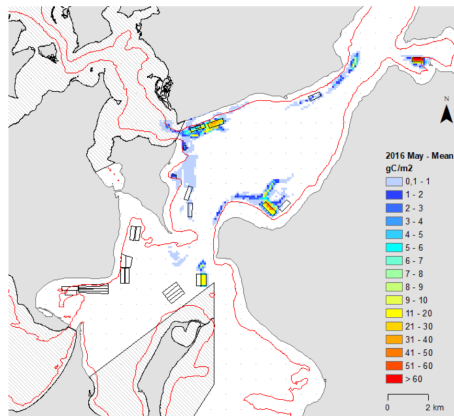 N
2016 May - Mean
gC/m2
0,1 - 1
1 - 2
2 - 3
3 - 4
4 - 5
5 - 6
6 - 7
7 - 8
8 - 9
9 - 10
11 - 20
21 - 30
31 - 40
41 - 50
51 - 60
> 60
0 2 km